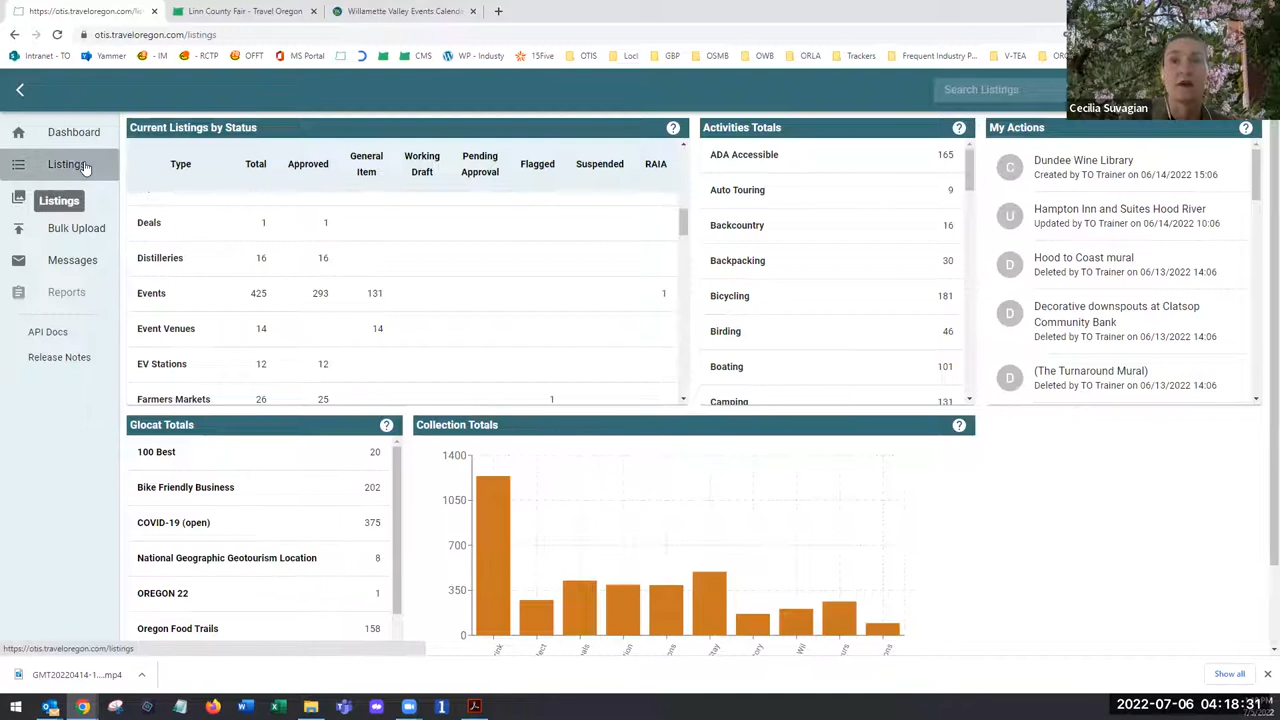 https://otis.traveloregon.com/lis
Linn County Fair - Travel Oregon
Willamette Valley Events Calenda
otis.traveloregon.com/listings
Intranet - TO
Yammer
- IM
- RCTP
OFFT
MS Portal
CMS
WP - Industy
15Five
OTIS
Locl
GBP
OSMB
OWB
ORLA
Trackers
Frequent Industry P...
V-TEA
Search Listings
Cecilia Suvagian
Dashboard
Listings
Listings
Bulk Upload
Messages
Reports
API Docs
Release Notes
Current Listings by Status
Type Total Approved General Item Working Draft Pending Approval Flagged Suspended RAIA
Deals 1 1
Distilleries 16 16
Events 425 293 131 1
Event Venues 14 14
EV Stations 12 12
Farmers Markets 26 25 1
Activities Totals
ADA Accessible 165
Auto Touring 9
Backcountry 16
Backpacking 30
Bicycling 181
Birding 46
Boating 101
Camping 131
My Actions
C
Dundee Wine Library
Created by TO Trainer on 06/14/2022 15:06
U
Hampton Inn and Suites Hood River
Updated by TO Trainer on 06/14/2022 10:06
D
Hood to Coast mural
Deleted by TO Trainer on 06/13/2022 14:06
D
Decorative downspouts at Clatsop
Community Bank
Deleted by TO Trainer on 06/13/2022 14:06
D
(The Turnaround Mural)
Deleted by TO Trainer on 06/13/2022 14:06
Glocat Totals
100 Best 20
Bike Friendly Business 202
COVID-19 (open) 375
National Geographic Geotourism Location 8
OREGON 22 1
Oregon Food Trails 158
Collection Totals
1400
1050
700
350
0
https://otis.traveloregon.com/listings
GMT20220414-1....mp4
Show all
2022-07-06 04:18:31